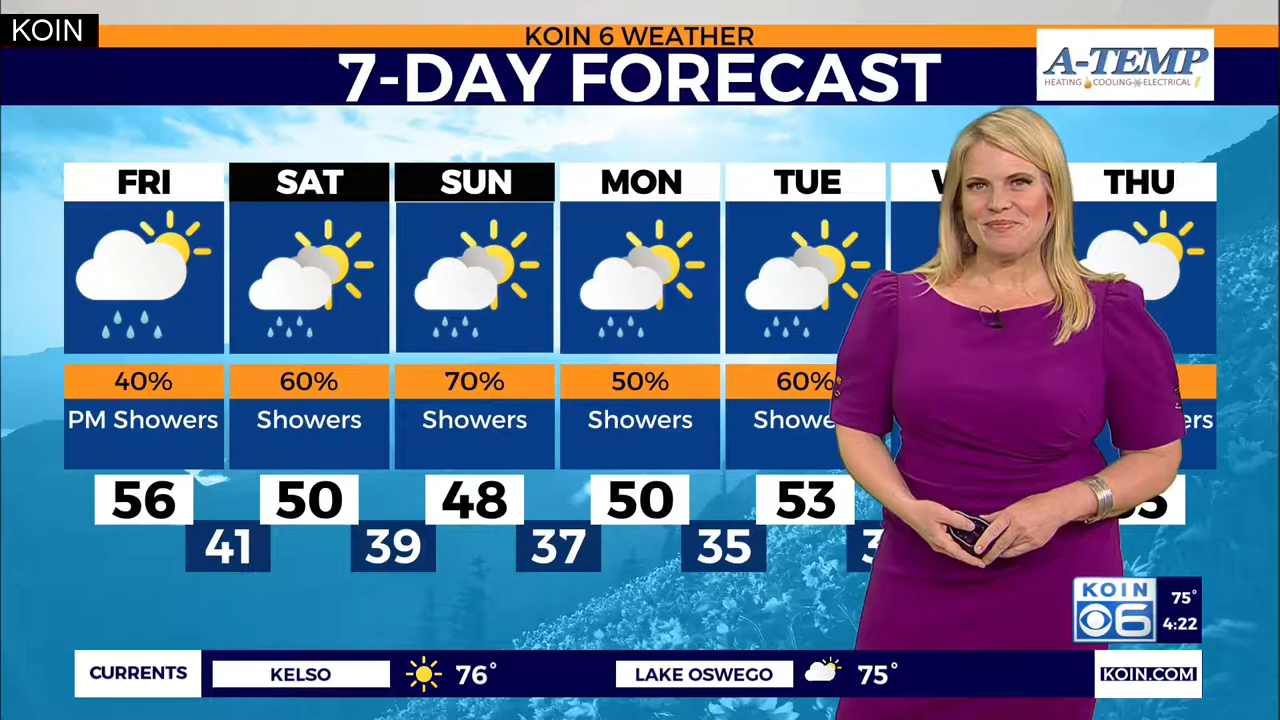 KOIN
KOIN 6 WEATHER
7-DAY FORECAST
A-TEMP
HEATING COOLING ELECTRICAL
FRI SAT SUN MON TUE THU
40% 60% 70% 50% 60%
PM Showers Showers Showers Showers
56 50 48 50 53
41 39 37 35
KOIN 6
75°
4:22
CURRENTS KELSO 76° LAKE OSWEGO 75° KOIN.COM